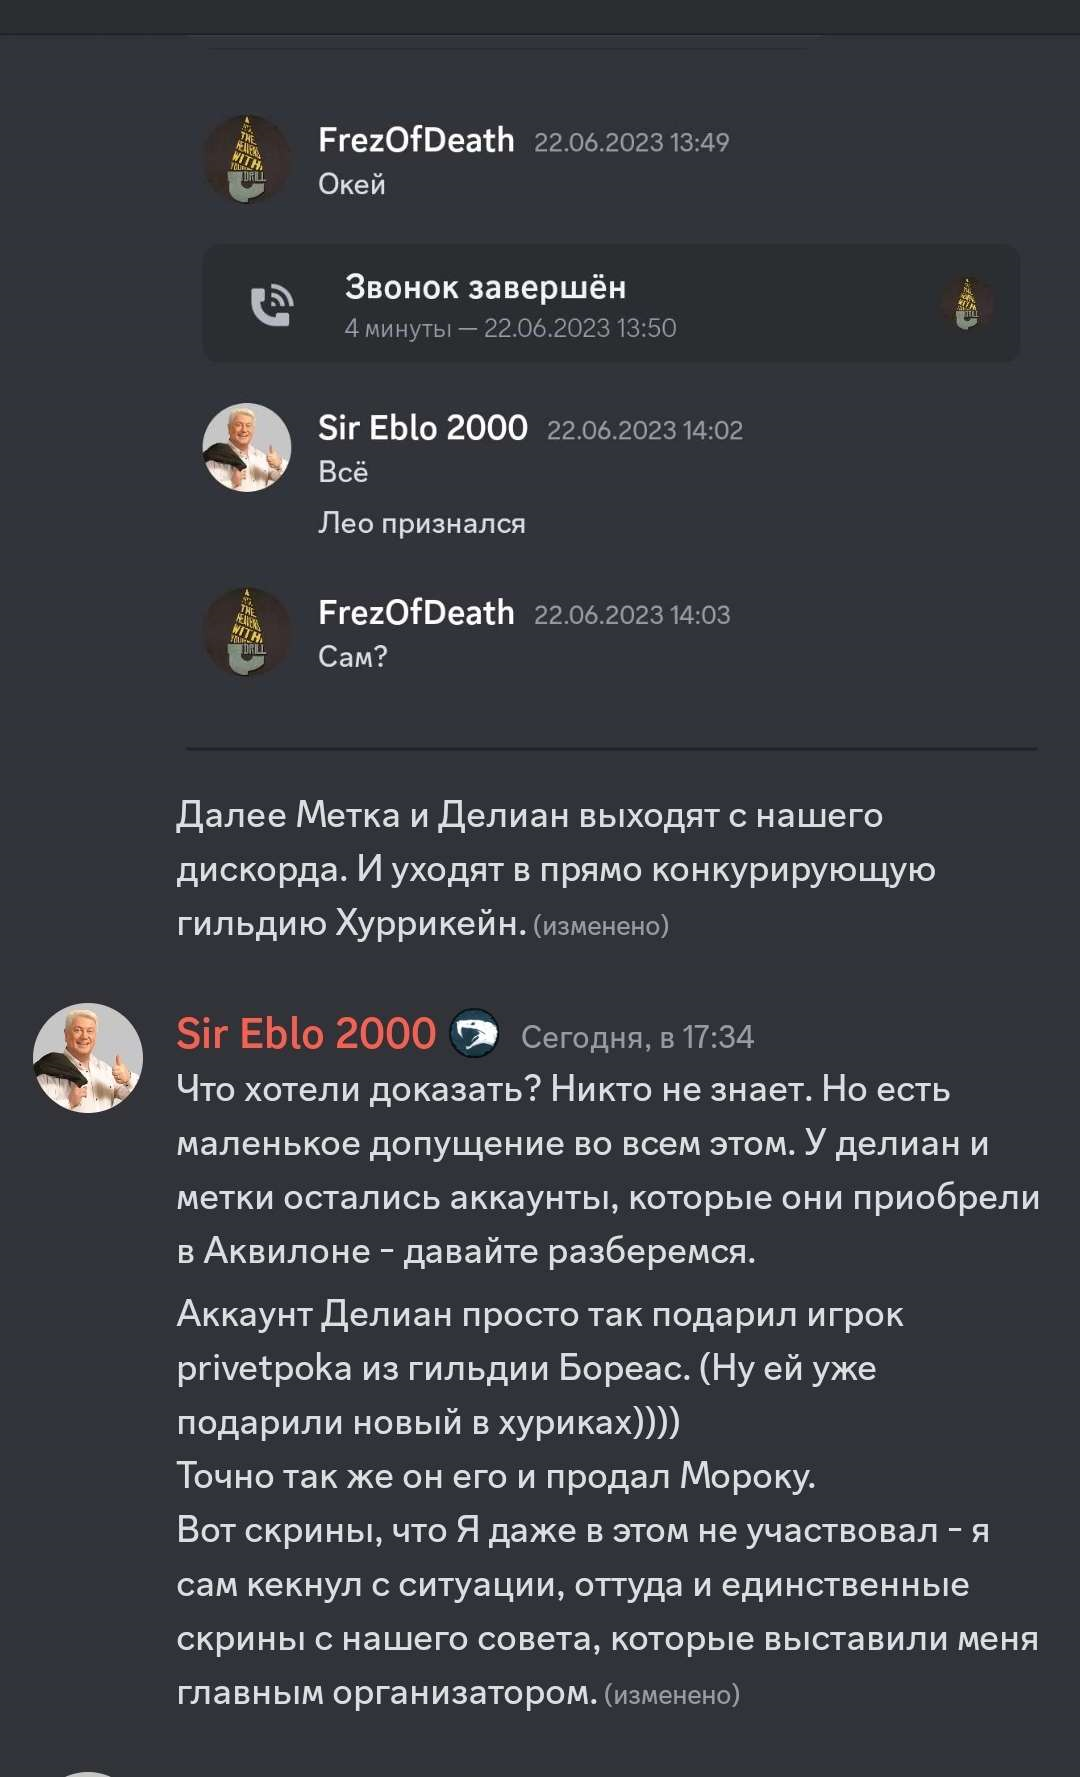 FrezOfDeath 22.06.2023 13:49
Окей
Звонок завершён
4 минуты — 22.06.2023 13:50
Sir Eblo 2000 22.06.2023 14:02
Всё
Лео признался
FrezOfDeath 22.06.2023 14:03
Сам?
Далее Метка и Делиан выходят с нашего
дискорда. И уходят в прямо конкурирующую
гильдию Хуррикейн. (изменено)
Sir Eblo 2000 Сегодня, в 17:34
Что хотели доказать? Никто не знает. Но есть
маленькое допущение во всем этом. У делиан и
метки остались аккаунты, которые они приобрели
в Аквилоне - давайте разберемся.
Аккаунт Делиан просто так подарил игрок
privetpoka из гильдии Бореас. (Ну ей уже
подарили новый в хуриках))))
Точно так же он его и продал Мороку.
Вот скрины, что Я даже в этом не участвовал - я
сам кекнул с ситуации, оттуда и единственные
скрины с нашего совета, которые выставили меня
главным организатором. (изменено)